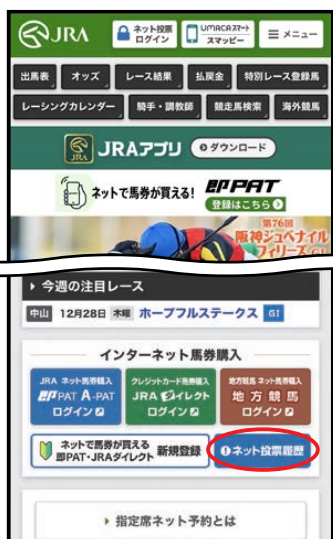 JRA
ネット投票
ログイン
UMACAスマート
スマッピー
メニュー
出馬表 オッズ レース結果 払戻金 特別レース登録馬
レーシングカレンダー 騎手・調教師 競走馬検索 海外競馬
JRA JRAアプリ ダウンロード
ネットで馬券が買える! 即PAT
登録はこちら
第76回
阪神ジュベナイル
フィリーズ GI
今週の注目レース
中山 12月28日 木曜 ホープフルステークス GI
インターネット馬券購入
JRA ネット馬券購入
即PAT A-PAT
ログイン
クレジットカード馬券購入
JRAダイレクト
ログイン
地方競馬 ネット馬券購入
地方競馬
ログイン
ネットで馬券が買える
即PAT・JRAダイレクト 新規登録
ネット投票履歴
指定席ネット予約とは